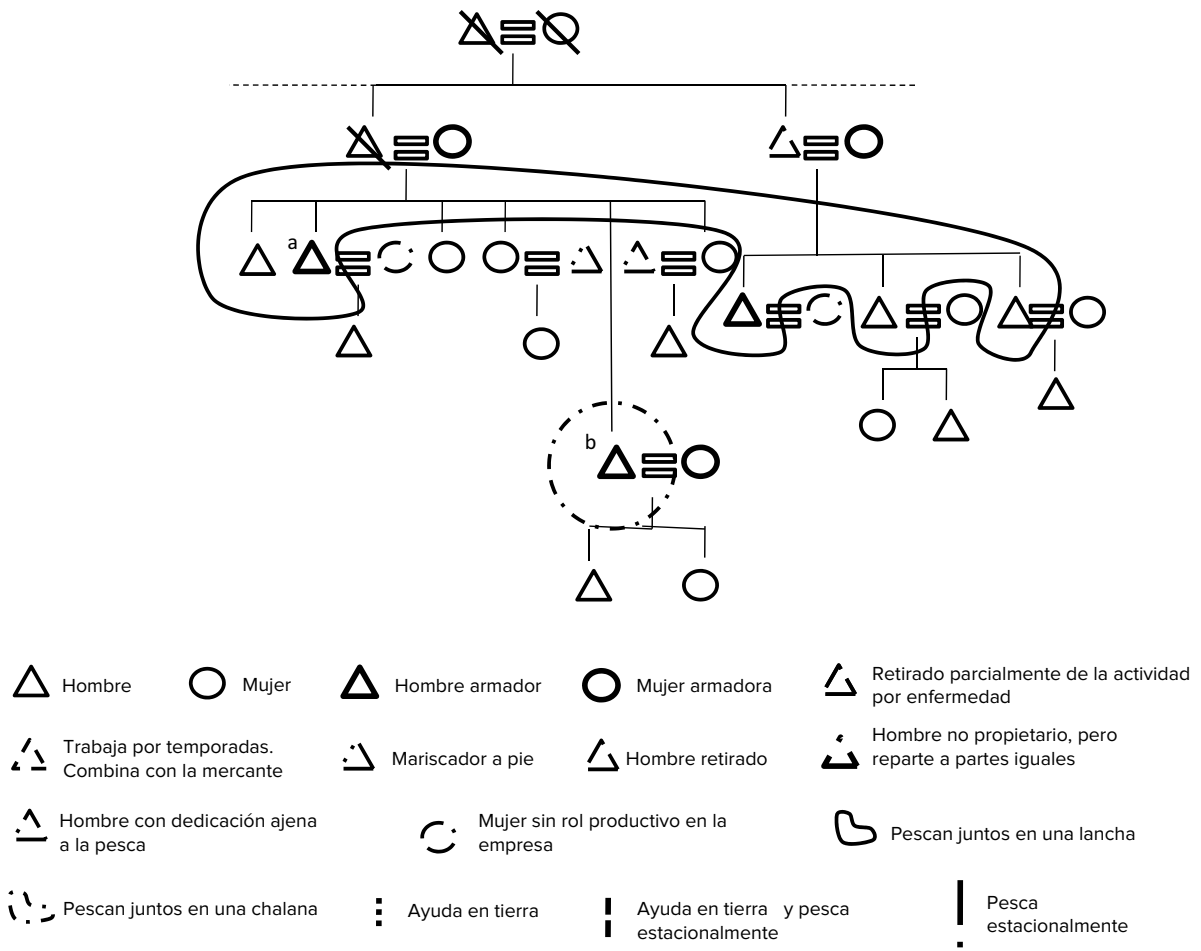 a
b
Hombre
Mujer
Hombre armador
Mujer armadora
Retirado parcialmente de la actividad
por enfermedad
Trabaja por temporadas.
Combina con la mercante
Mariscador a pie
Hombre retirado
Hombre no propietario, pero
reparte a partes iguales
Hombre con dedicación ajena
a la pesca
Mujer sin rol productivo en la
empresa
Pescan juntos en una lancha
Pescan juntos en una chalana
Ayuda en tierra
Ayuda en tierra y pesca
estacionalmente
Pesca
estacionalmente